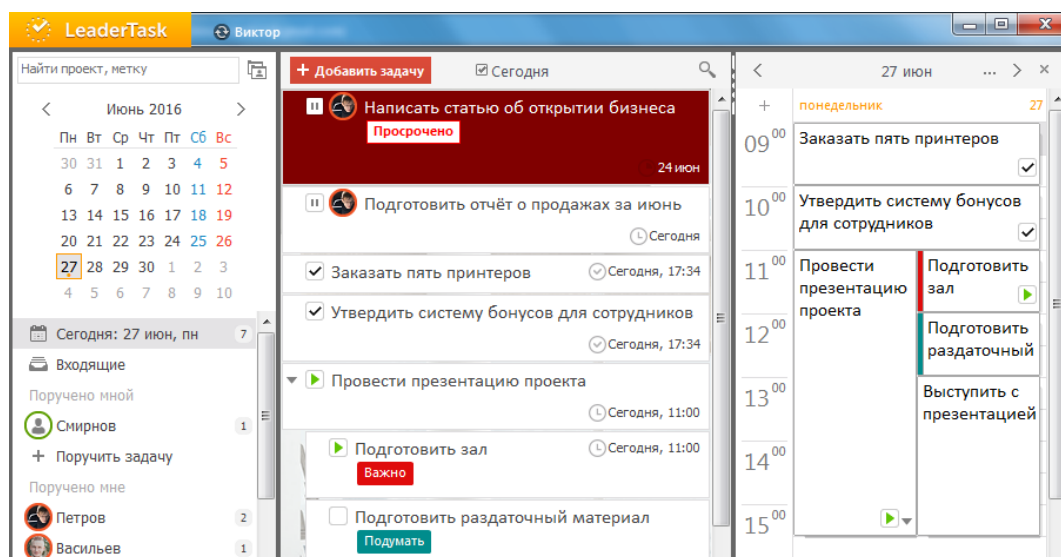 LeaderTask
Виктор
Найти проект, метку
Июнь 2016
Пн Вт Ср Чт Пт Сб Вс
30 31 1 2 3 4 5
6 7 8 9 10 11 12
13 14 15 16 17 18 19
20 21 22 23 24 25 26
27 28 29 30 1 2 3
4 5 6 7 8 9 10
Сегодня: 27 июн, пн 7
Входящие
Поручено мной
Смирнов 1
+ Поручить задачу
Поручено мне
Петров 2
Васильев 1
+ Добавить задачу
Сегодня
Написать статью об открытии бизнеса
Просрочено
24 июн
Подготовить отчёт о продажах за июнь
Сегодня
Заказать пять принтеров Сегодня, 17:34
Утвердить систему бонусов для сотрудников
Сегодня, 17:34
Провести презентацию проекта
Сегодня, 11:00
Подготовить зал Сегодня, 11:00
Важно
Подготовить раздаточный материал
Подумать
27 июн ...
+ понедельник 27
09 00
Заказать пять принтеров
10 00
Утвердить систему бонусов
для сотрудников
11 00
Провести
презентацию
проекта
Подготовить
зал
12 00
Подготовить
раздаточный
13 00
Выступить с
презентацией
14 00
15 00